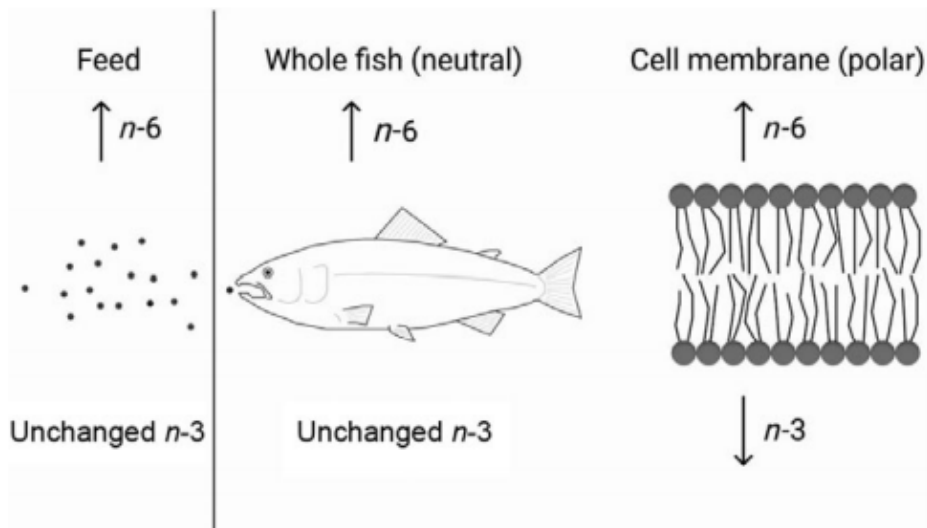 Feed
n-6
Unchanged n-3
Whole fish (neutral)
n-6
Unchanged n-3
Cell membrane (polar)
n-6
n-3